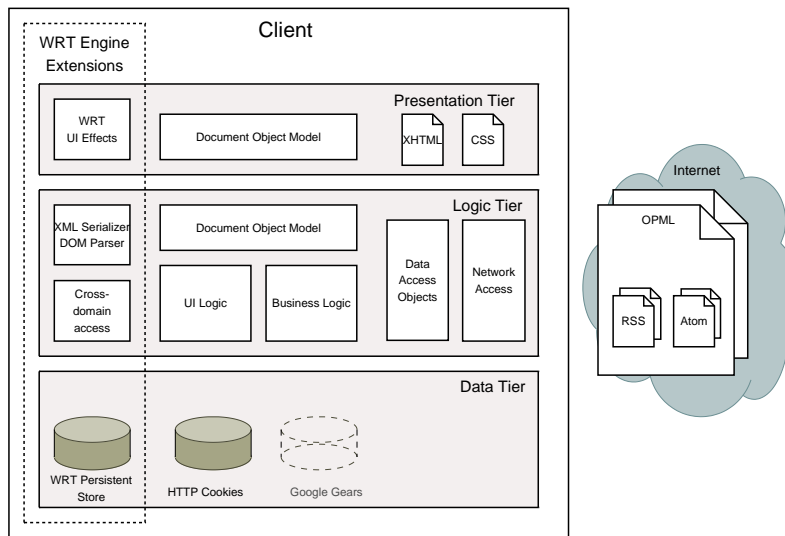 Client
WRT Engine
Extensions
Presentation Tier
WRT
UI Effects
Document Object Model
XHTML
CSS
Logic Tier
XML Serializer
DOM Parser
Document Object Model
Data
Access
Objects
Network
Access
Cross-
domain
access
UI Logic
Business Logic
Data Tier
WRT Persistent
Store
HTTP Cookies
Google Gears
Internet
OPML
RSS
Atom